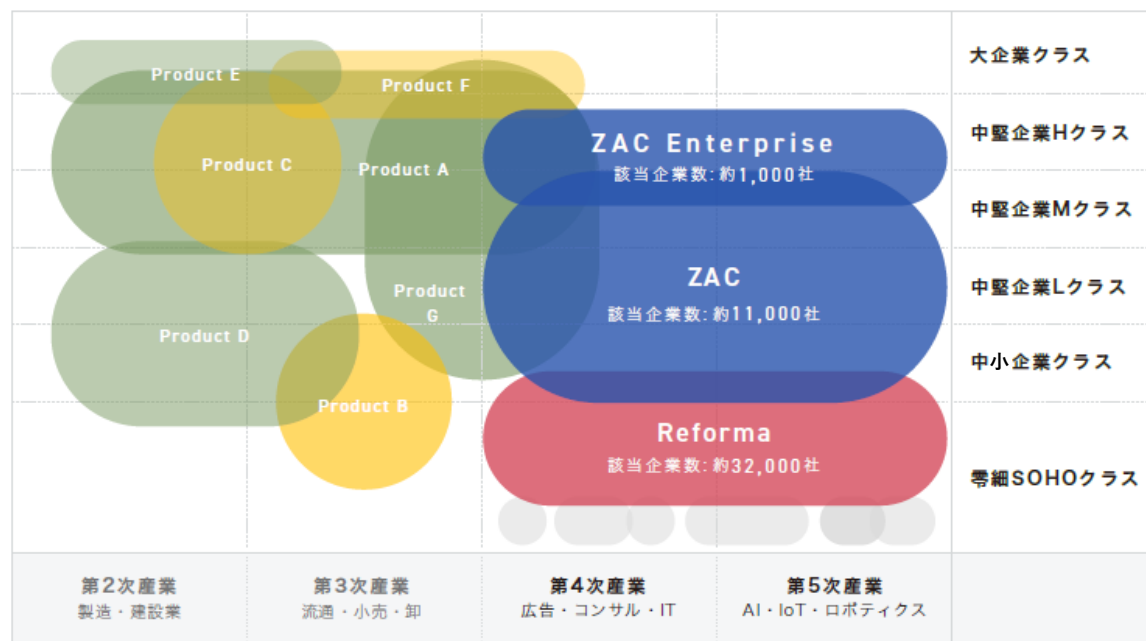 大企業クラス
Product E
Product F
中堅企業Hクラス
ZAC Enterprise
該当企業数:約1,000社
Product C
Product A
中堅企業Mクラス
ZAC
該当企業数:約11,000社
中堅企業Lクラス
Product
G
Product D
中小企業クラス
Product B
Reforma
該当企業数:約32,000社
零細SOHOクラス
第2次産業
製造・建設業
第3次産業
流通・小売・卸
第4次産業
広告・コンサル・IT
第5次産業
AI・IoT・ロボティクス